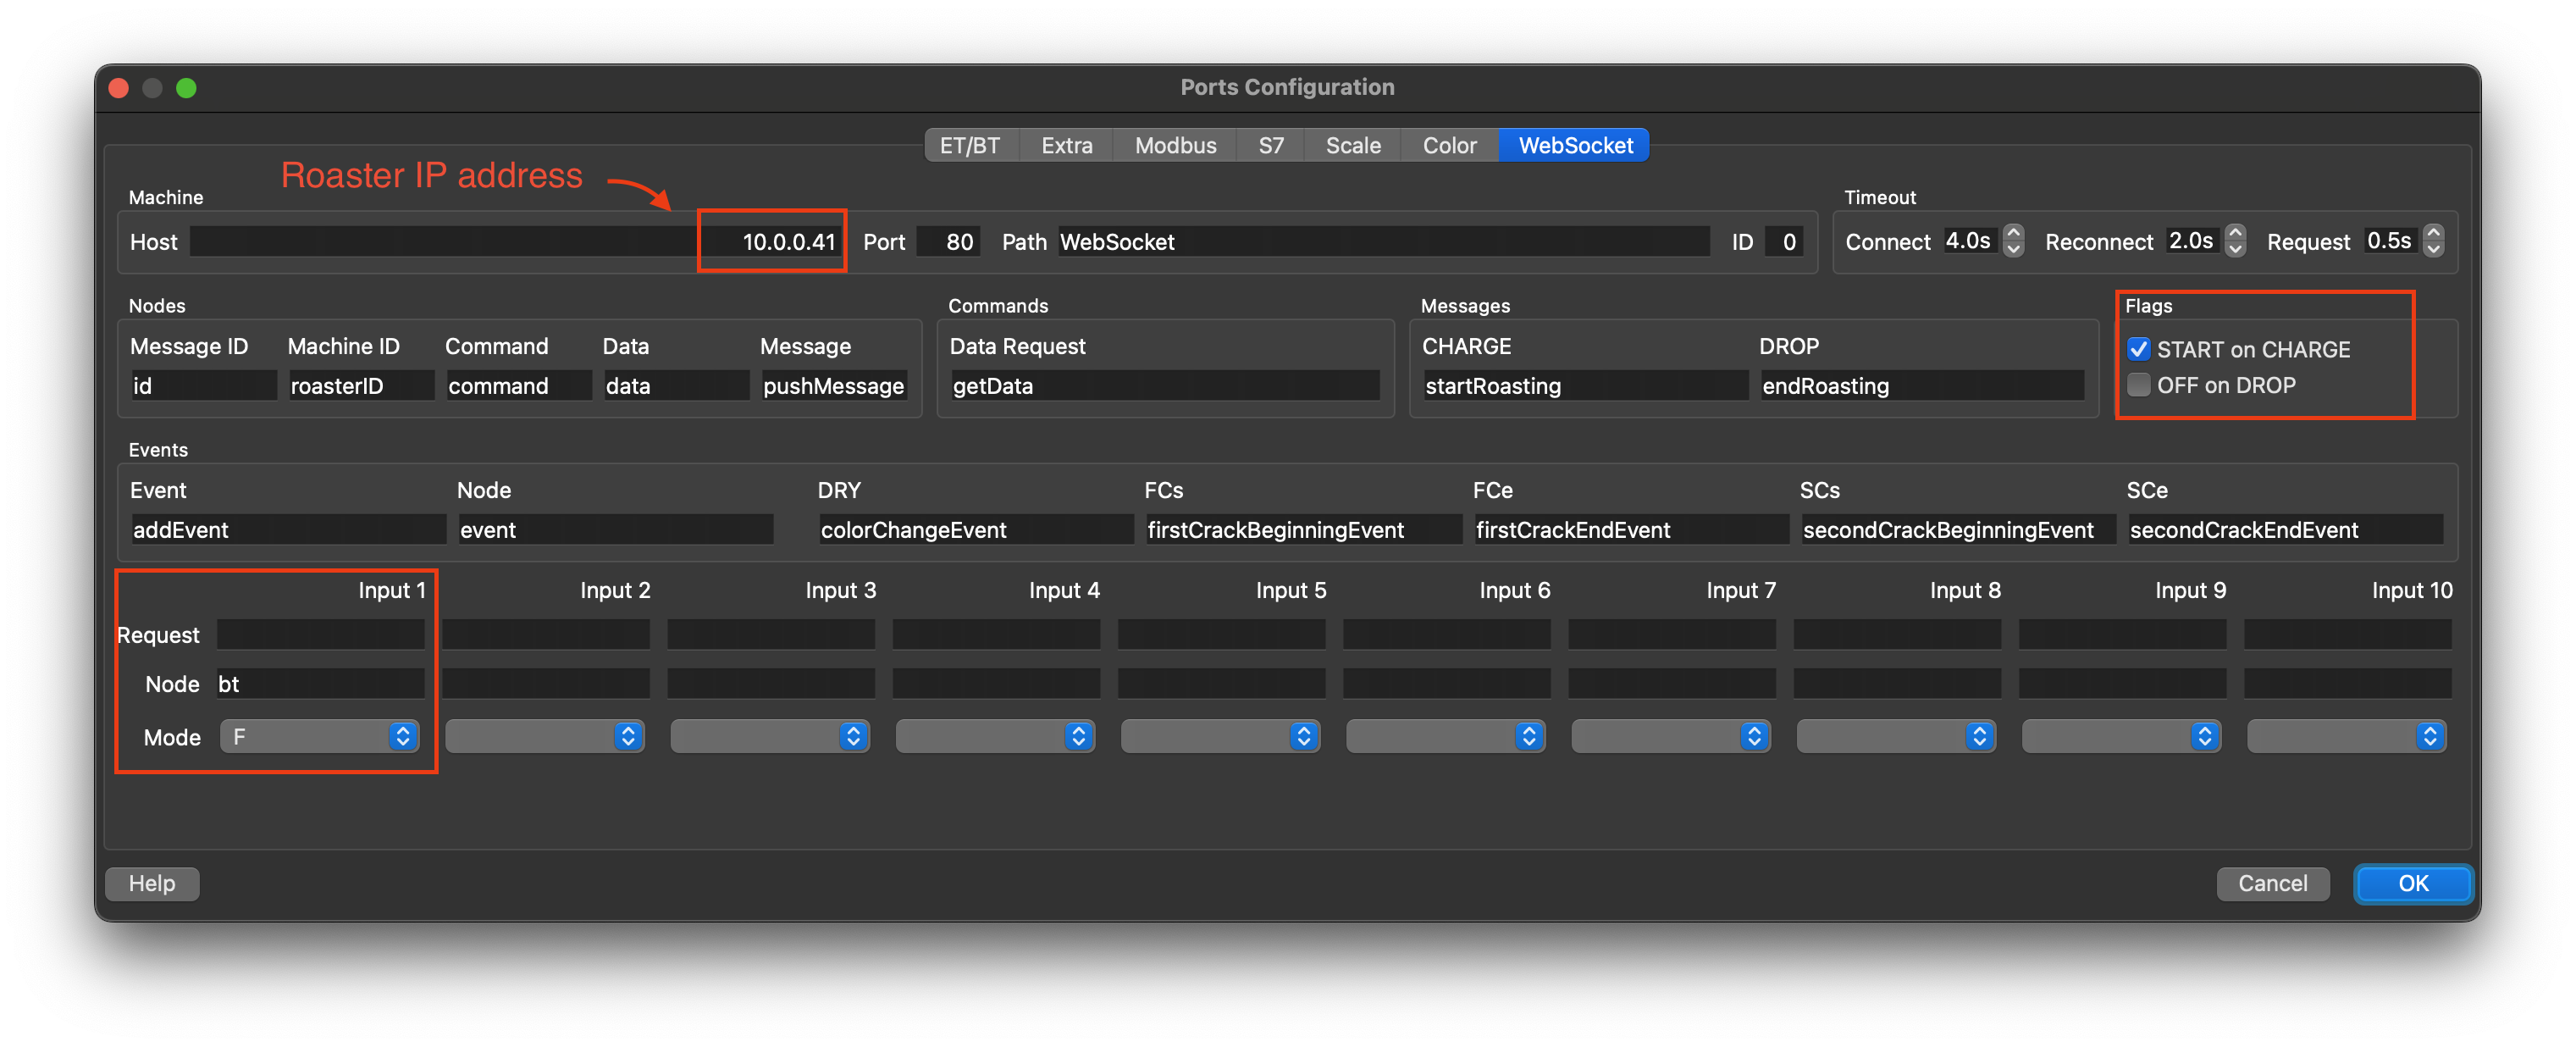 Ports Configuration
ET/BT Extra Modbus S7 Scale Color WebSocket
Roaster IP address
Machine
Host 10.0.0.41 Port 80 Path WebSocket ID 0
Timeout
Connect 4.0s Reconnect 2.0s Request 0.5s
Nodes
Message ID Machine ID Command Data Message
id roasterID command data pushMessage
Commands
Data Request
getData
Messages
CHARGE DROP
startRoasting endRoasting
Flags
START on CHARGE
OFF on DROP
Events
Event Node DRY FCs FCe SCs SCe
addEvent event colorChangeEvent firstCrackBeginningEvent firstCrackEndEvent secondCrackBeginningEvent secondCrackEndEvent
Input 1 Input 2 Input 3 Input 4 Input 5 Input 6 Input 7 Input 8 Input 9 Input 10
Request
Node bt
Mode F
Help Cancel OK